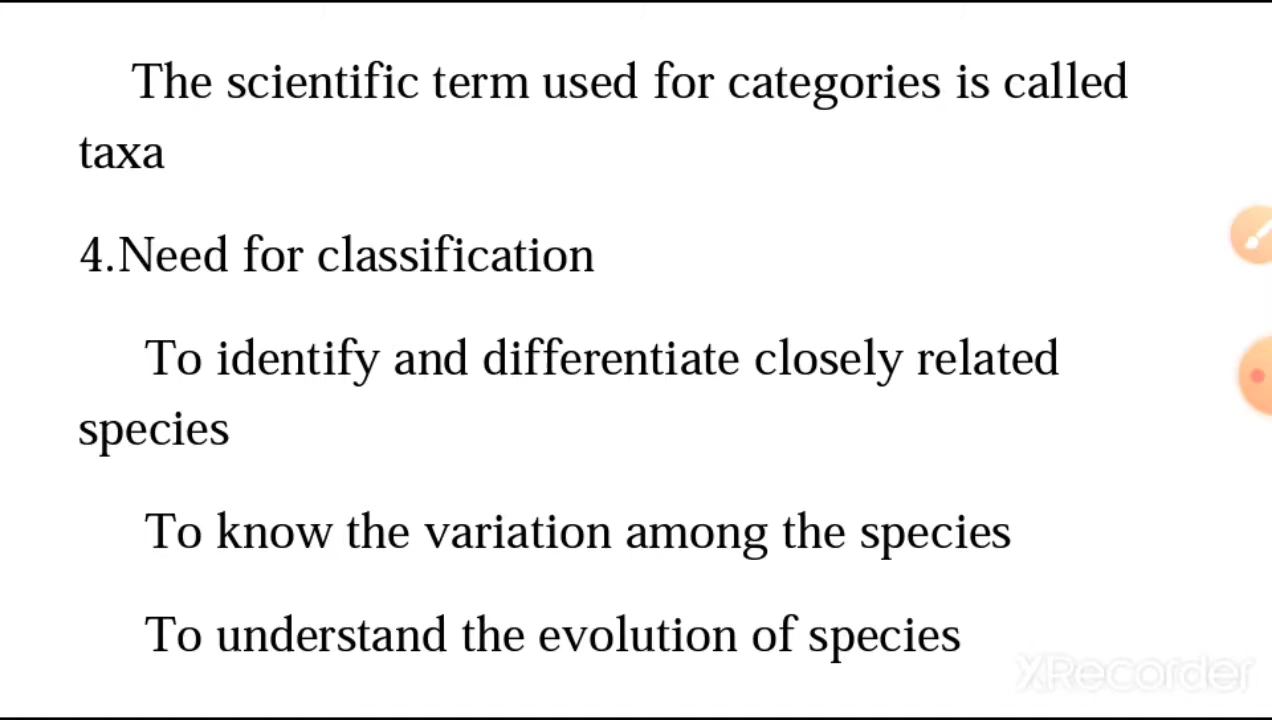 The scientific term used for categories is called
taxa
4.Need for classification
To identify and differentiate closely related
species
To know the variation among the species
To understand the evolution of species
XRecorder